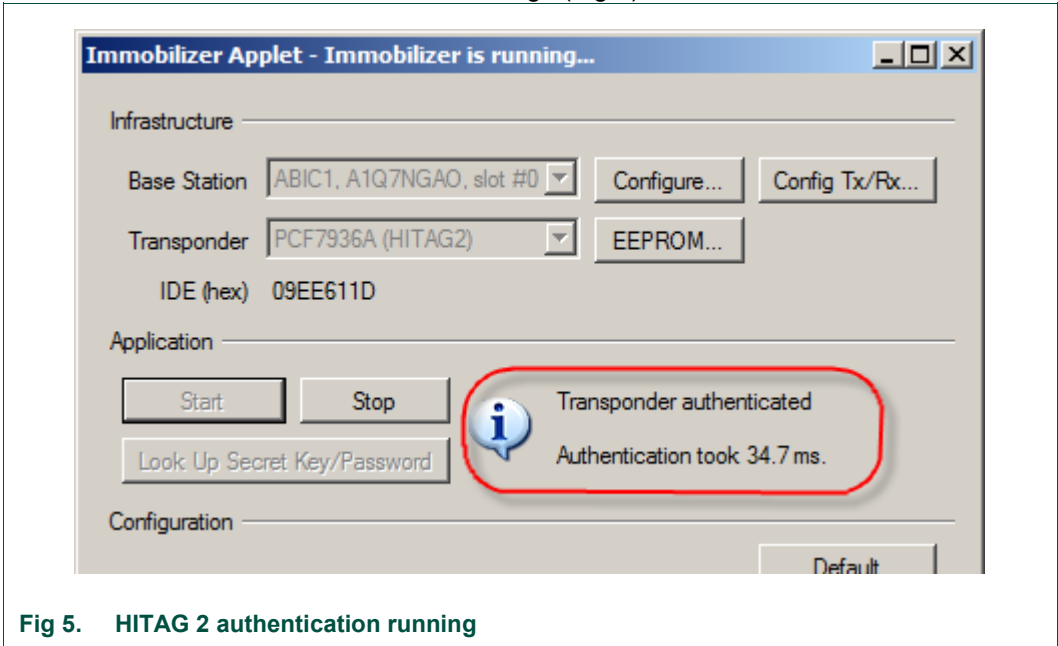 Immobilizer Applet - Immobilizer is running...
Infrastructure
Base Station ABIC1, A1Q7NGAO, slot #0 Configure... Config Tx/Rx...
Transponder PCF7936A (HITAG2) EEPROM...
IDE (hex) 09EE611D
Application
Start Stop Transponder authenticated
Look Up Secret Key/Password Authentication took 34.7 ms.
Configuration
Default
Fig 5. HITAG 2 authentication running